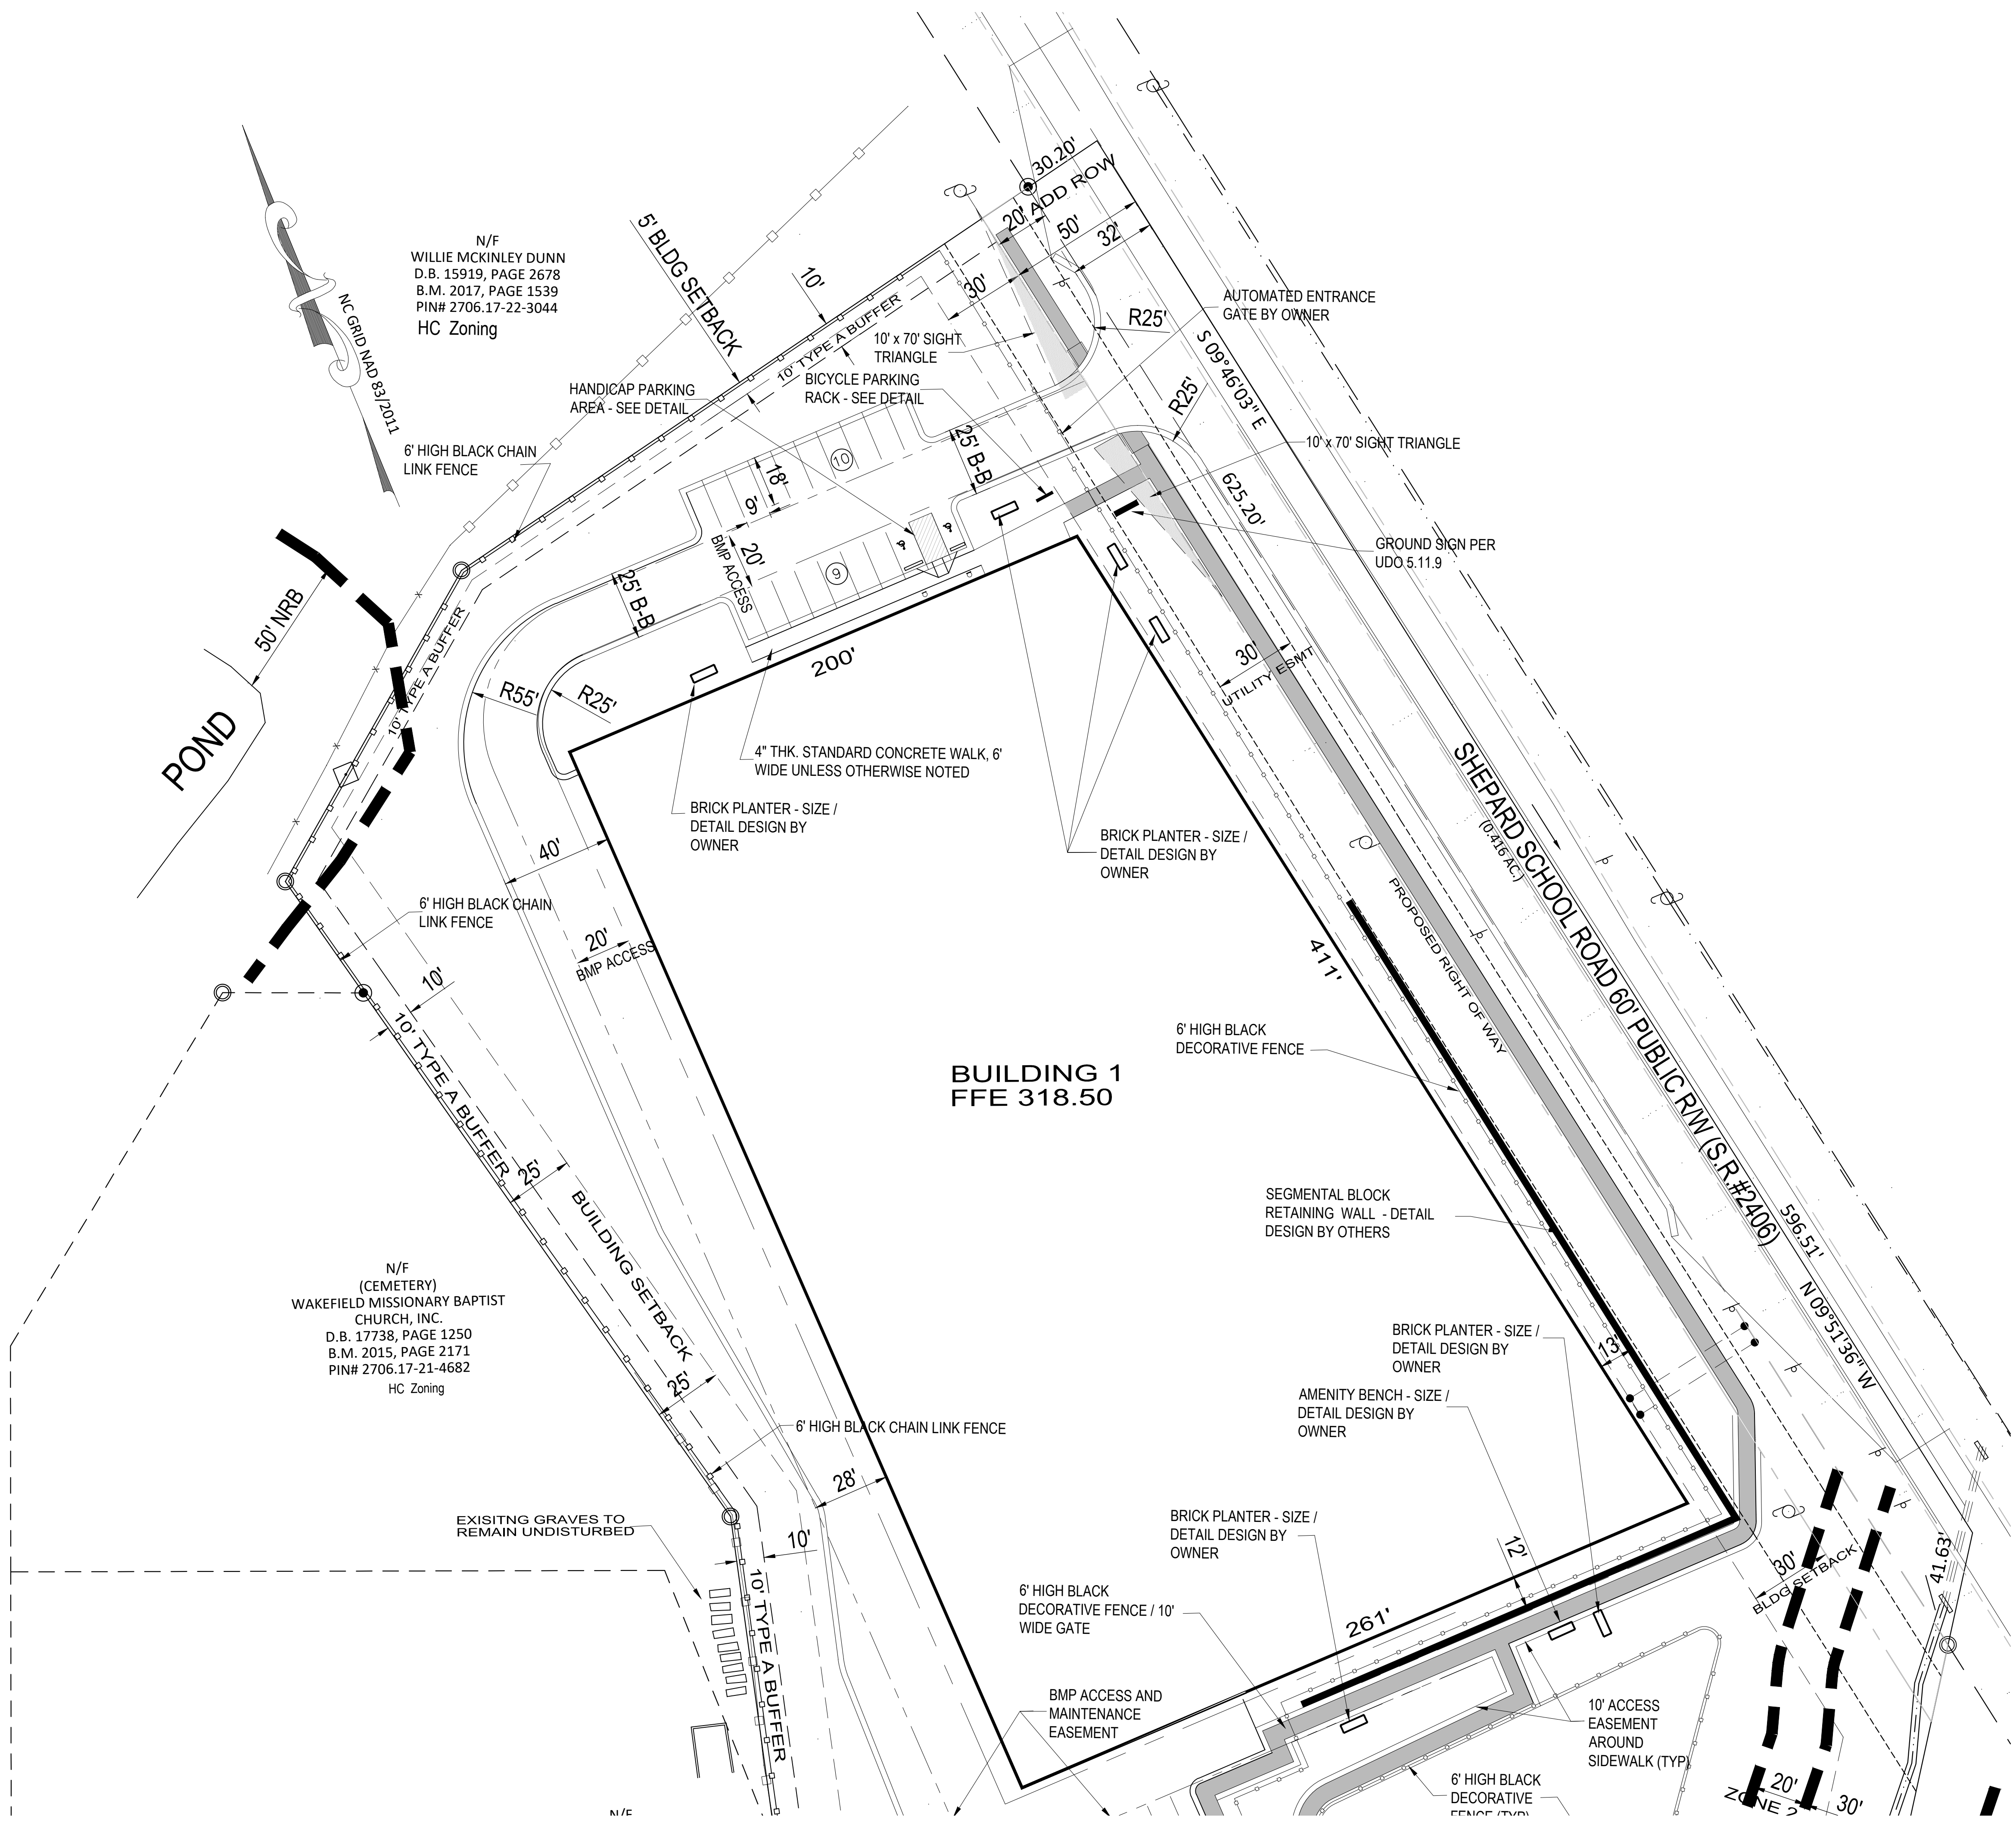 30.20'
20' ADD ROW
50'
32'
N/F
WILLIE MCKINLEY DUNN
D.B. 15919, PAGE 2678
B.M. 2017, PAGE 1539
PIN# 2706.17-22-3044
HC Zoning
NC GRID NAD 83/2011
5' BLDG SETBACK
10'
10' TYPE A BUFFER
30'
AUTOMATED ENTRANCE
GATE BY OWNER
R25'
S 09°46'03" E
10' x 70' SIGHT
TRIANGLE
BICYCLE PARKING
RACK - SEE DETAIL
HANDICAP PARKING
AREA - SEE DETAIL
R25'
6' HIGH BLACK CHAIN
LINK FENCE
25' B-B
10' x 70' SIGHT TRIANGLE
10
18'
9'
625.20'
20'
BMP ACCESS
GROUND SIGN PER
UDO 5.11.9
9
25' B-B
50' NRB
10' TYPE A BUFFER
200'
30'
UTILITY ESMT
R55'
R25'
POND
4" THK. STANDARD CONCRETE WALK, 6'
WIDE UNLESS OTHERWISE NOTED
BRICK PLANTER - SIZE /
DETAIL DESIGN BY
OWNER
BRICK PLANTER - SIZE /
DETAIL DESIGN BY
OWNER
SHEPARD SCHOOL ROAD 60' PUBLIC R/W (S.R.#2406)
(0.416 AC.)
40'
6' HIGH BLACK CHAIN
LINK FENCE
20'
BMP ACCESS
411'
PROPOSED RIGHT OF WAY
10'
10' TYPE A BUFFER
6' HIGH BLACK
DECORATIVE FENCE
BUILDING 1
FFE 318.50
25'
BUILDING SETBACK
SEGMENTAL BLOCK
RETAINING WALL - DETAIL
DESIGN BY OTHERS
596.51'
N 09°51'36" W
N/F
(CEMETERY)
WAKEFIELD MISSIONARY BAPTIST
CHURCH, INC.
D.B. 17738, PAGE 1250
B.M. 2015, PAGE 2171
PIN# 2706.17-21-4682
HC Zoning
25'
13'
BRICK PLANTER - SIZE /
DETAIL DESIGN BY
OWNER
AMENITY BENCH - SIZE /
DETAIL DESIGN BY
OWNER
6' HIGH BLACK CHAIN LINK FENCE
28'
EXISITNG GRAVES TO
REMAIN UNDISTURBED
10'
10' TYPE A BUFFER
BRICK PLANTER - SIZE /
DETAIL DESIGN BY
OWNER
12'
30'
BLDG SETBACK
41.63'
6' HIGH BLACK
DECORATIVE FENCE / 10'
WIDE GATE
261'
BMP ACCESS AND
MAINTENANCE
EASEMENT
10' ACCESS
EASEMENT
AROUND
SIDEWALK (TYP)
6' HIGH BLACK
DECORATIVE
FENCE (TYP)
20'
ZONE 2
30'
N/F